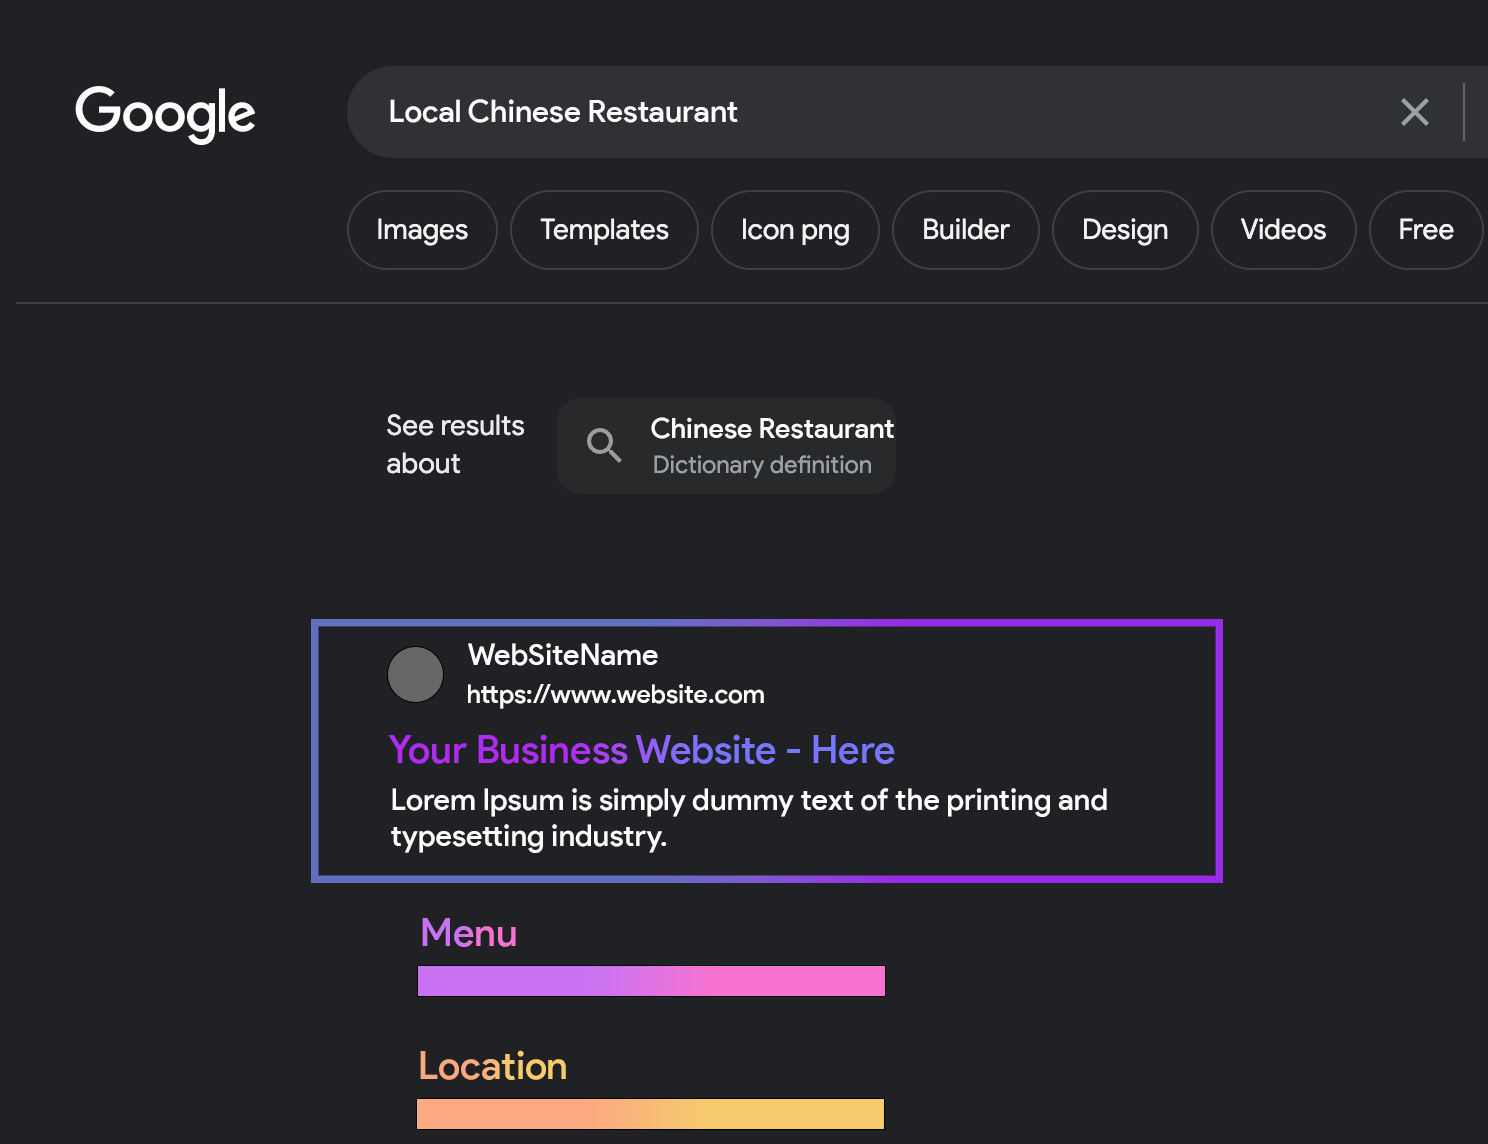 Google
Local Chinese Restaurant
Images Templates Icon png Builder Design Videos Free
See results
about
Chinese Restaurant
Dictionary definition
WebSiteName
https://www.website.com
Your Business Website - Here
Lorem Ipsum is simply dummy text of the printing and
typesetting industry.
Menu
Location